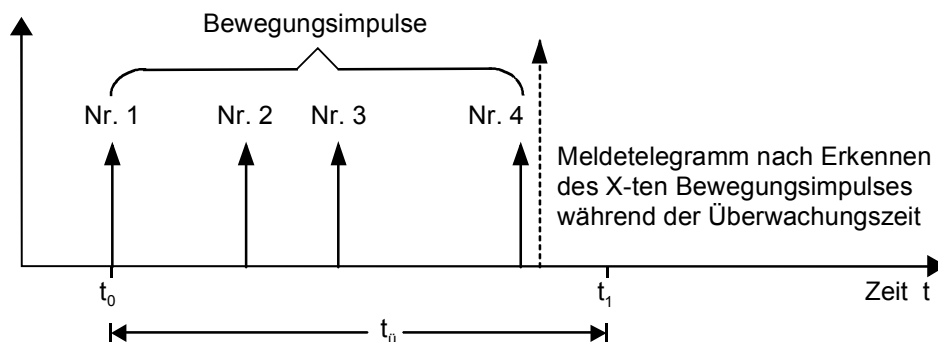 Bewegungsimpulse
Nr. 1 Nr. 2 Nr. 3 Nr. 4
Meldetelegramm nach Erkennen
des X-ten Bewegungsimpulses
während der Überwachungszeit
t₀ t₁ Zeit t
tü